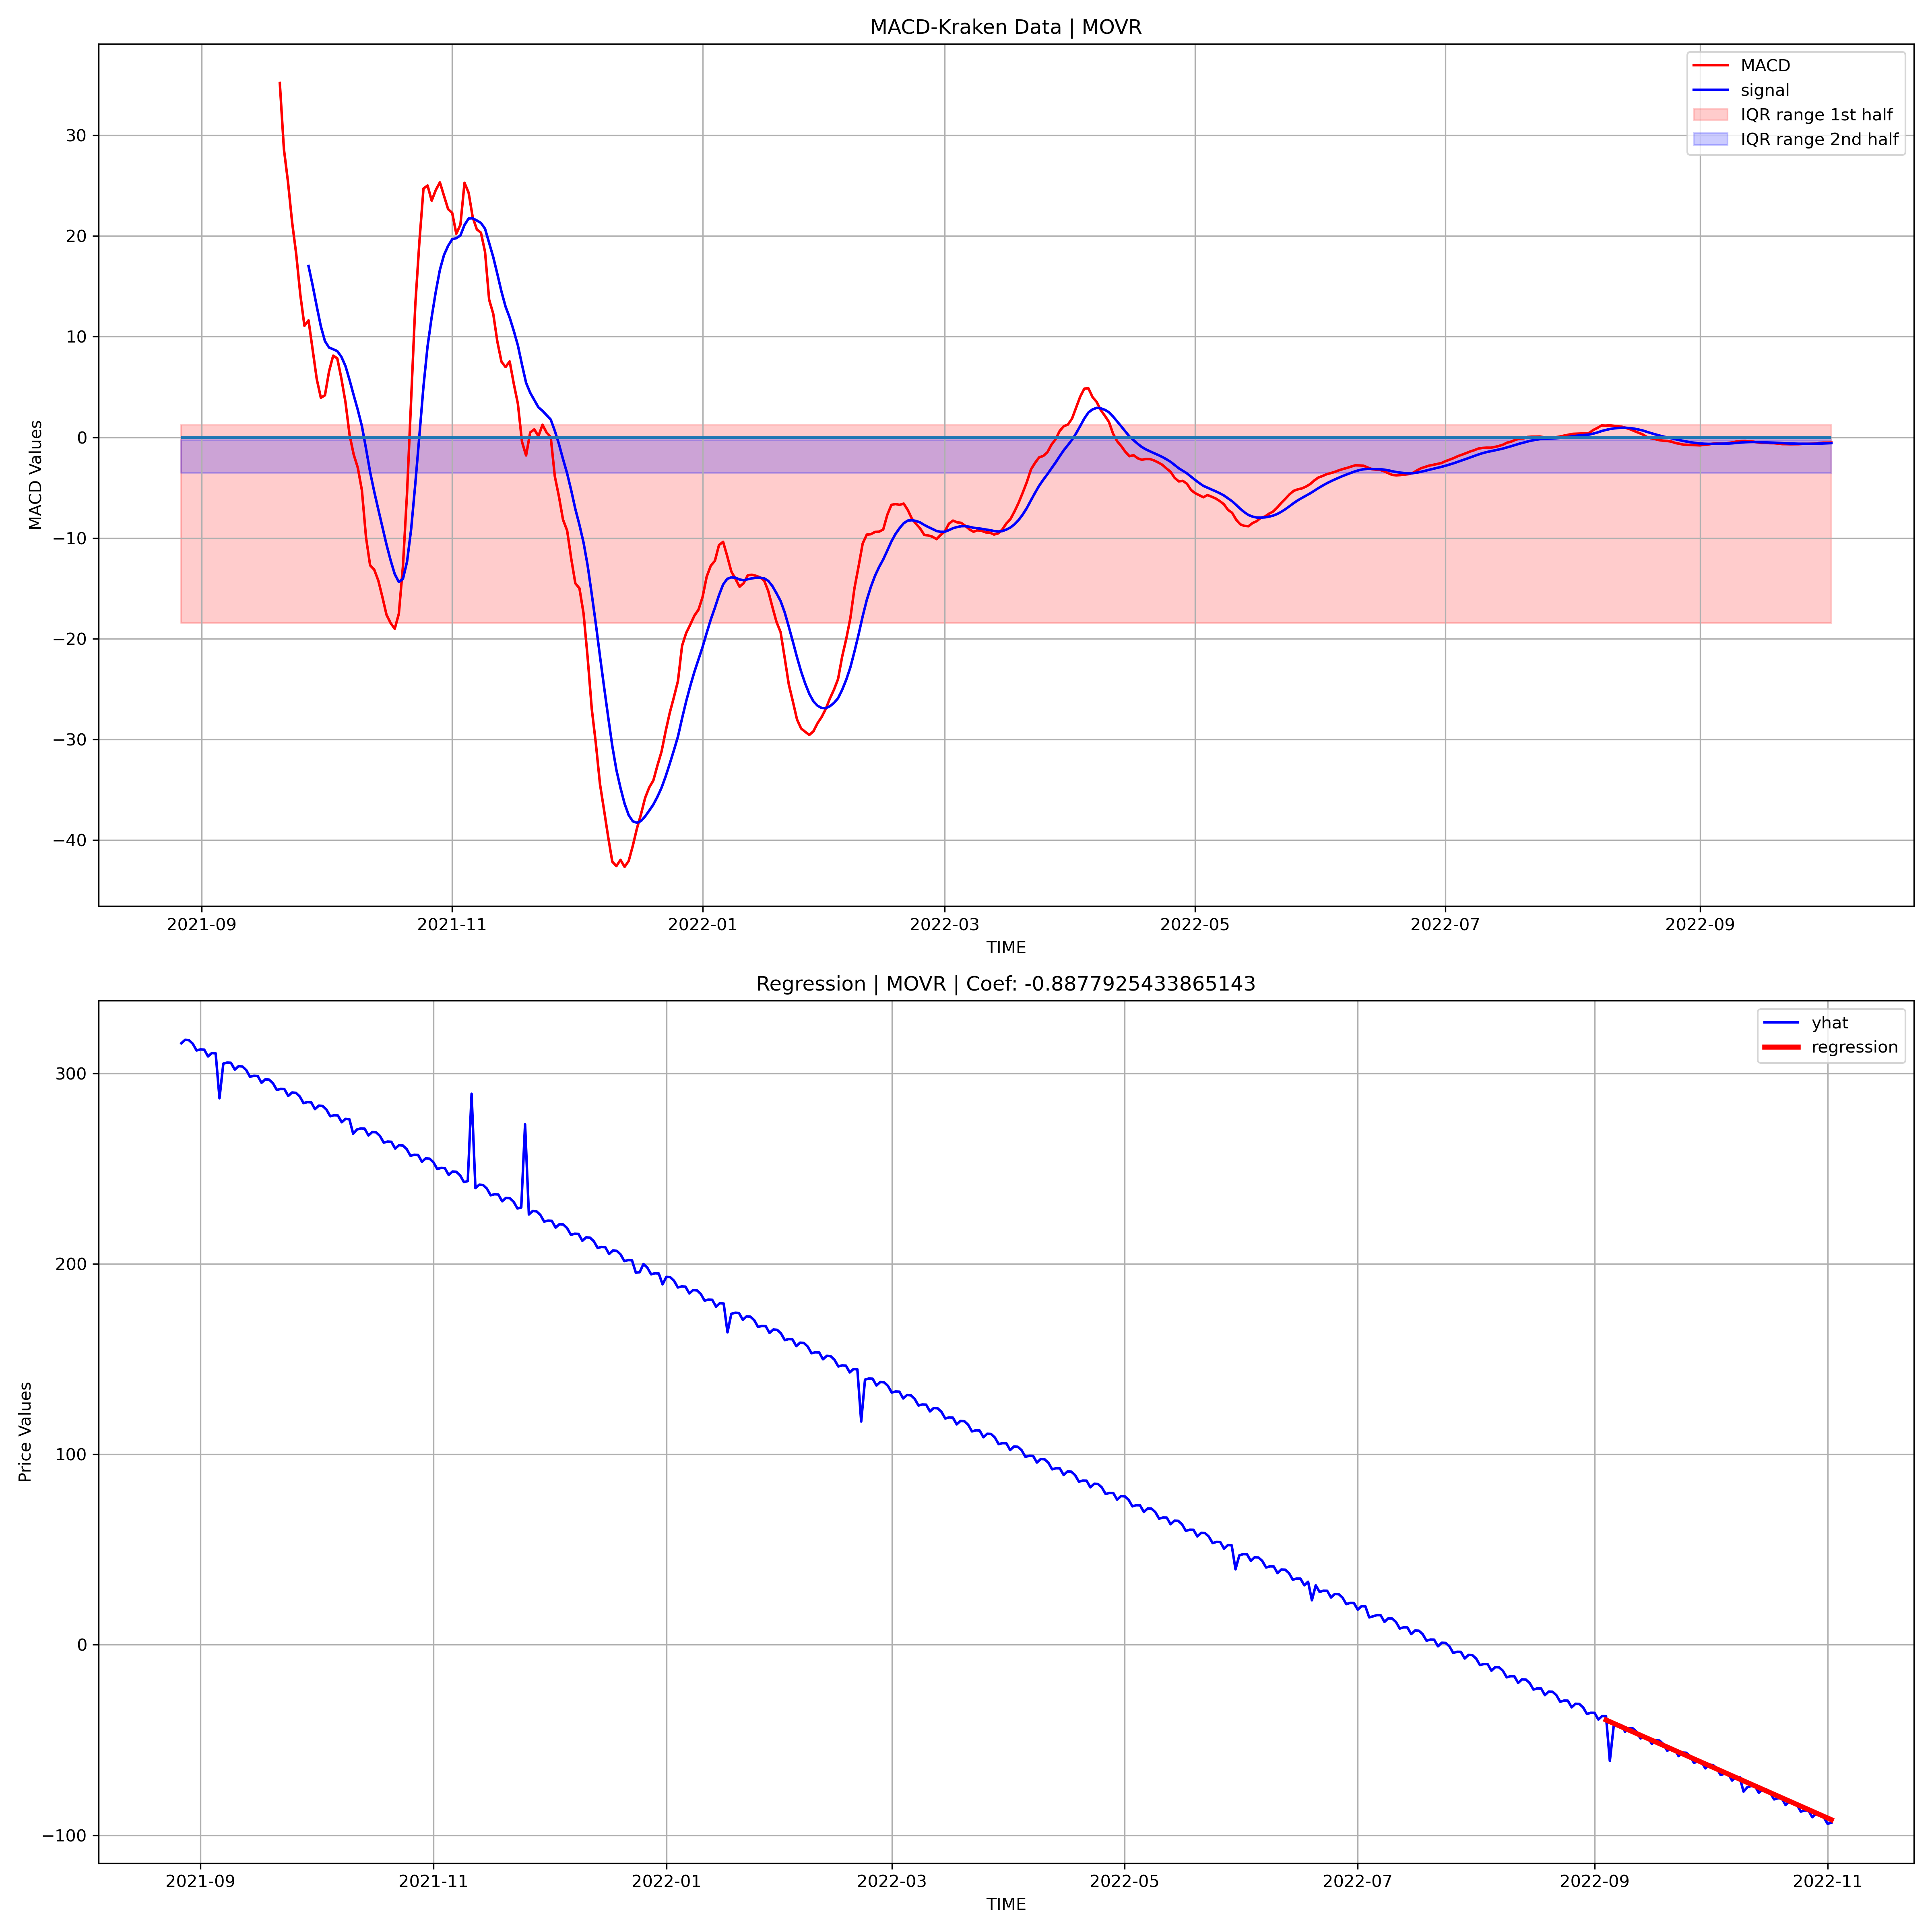 MACD-Kraken Data | MOVR
MACD
signal
IQR range 1st half
IQR range 2nd half
MACD Values
30
20
10
0
−10
−20
−30
−40
2021-09
2021-11
2022-01
2022-03
2022-05
2022-07
2022-09
TIME
Regression | MOVR | Coef: -0.8877925433865143
yhat
regression
Price Values
300
200
100
0
−100
2021-09
2021-11
2022-01
2022-03
2022-05
2022-07
2022-09
2022-11
TIME